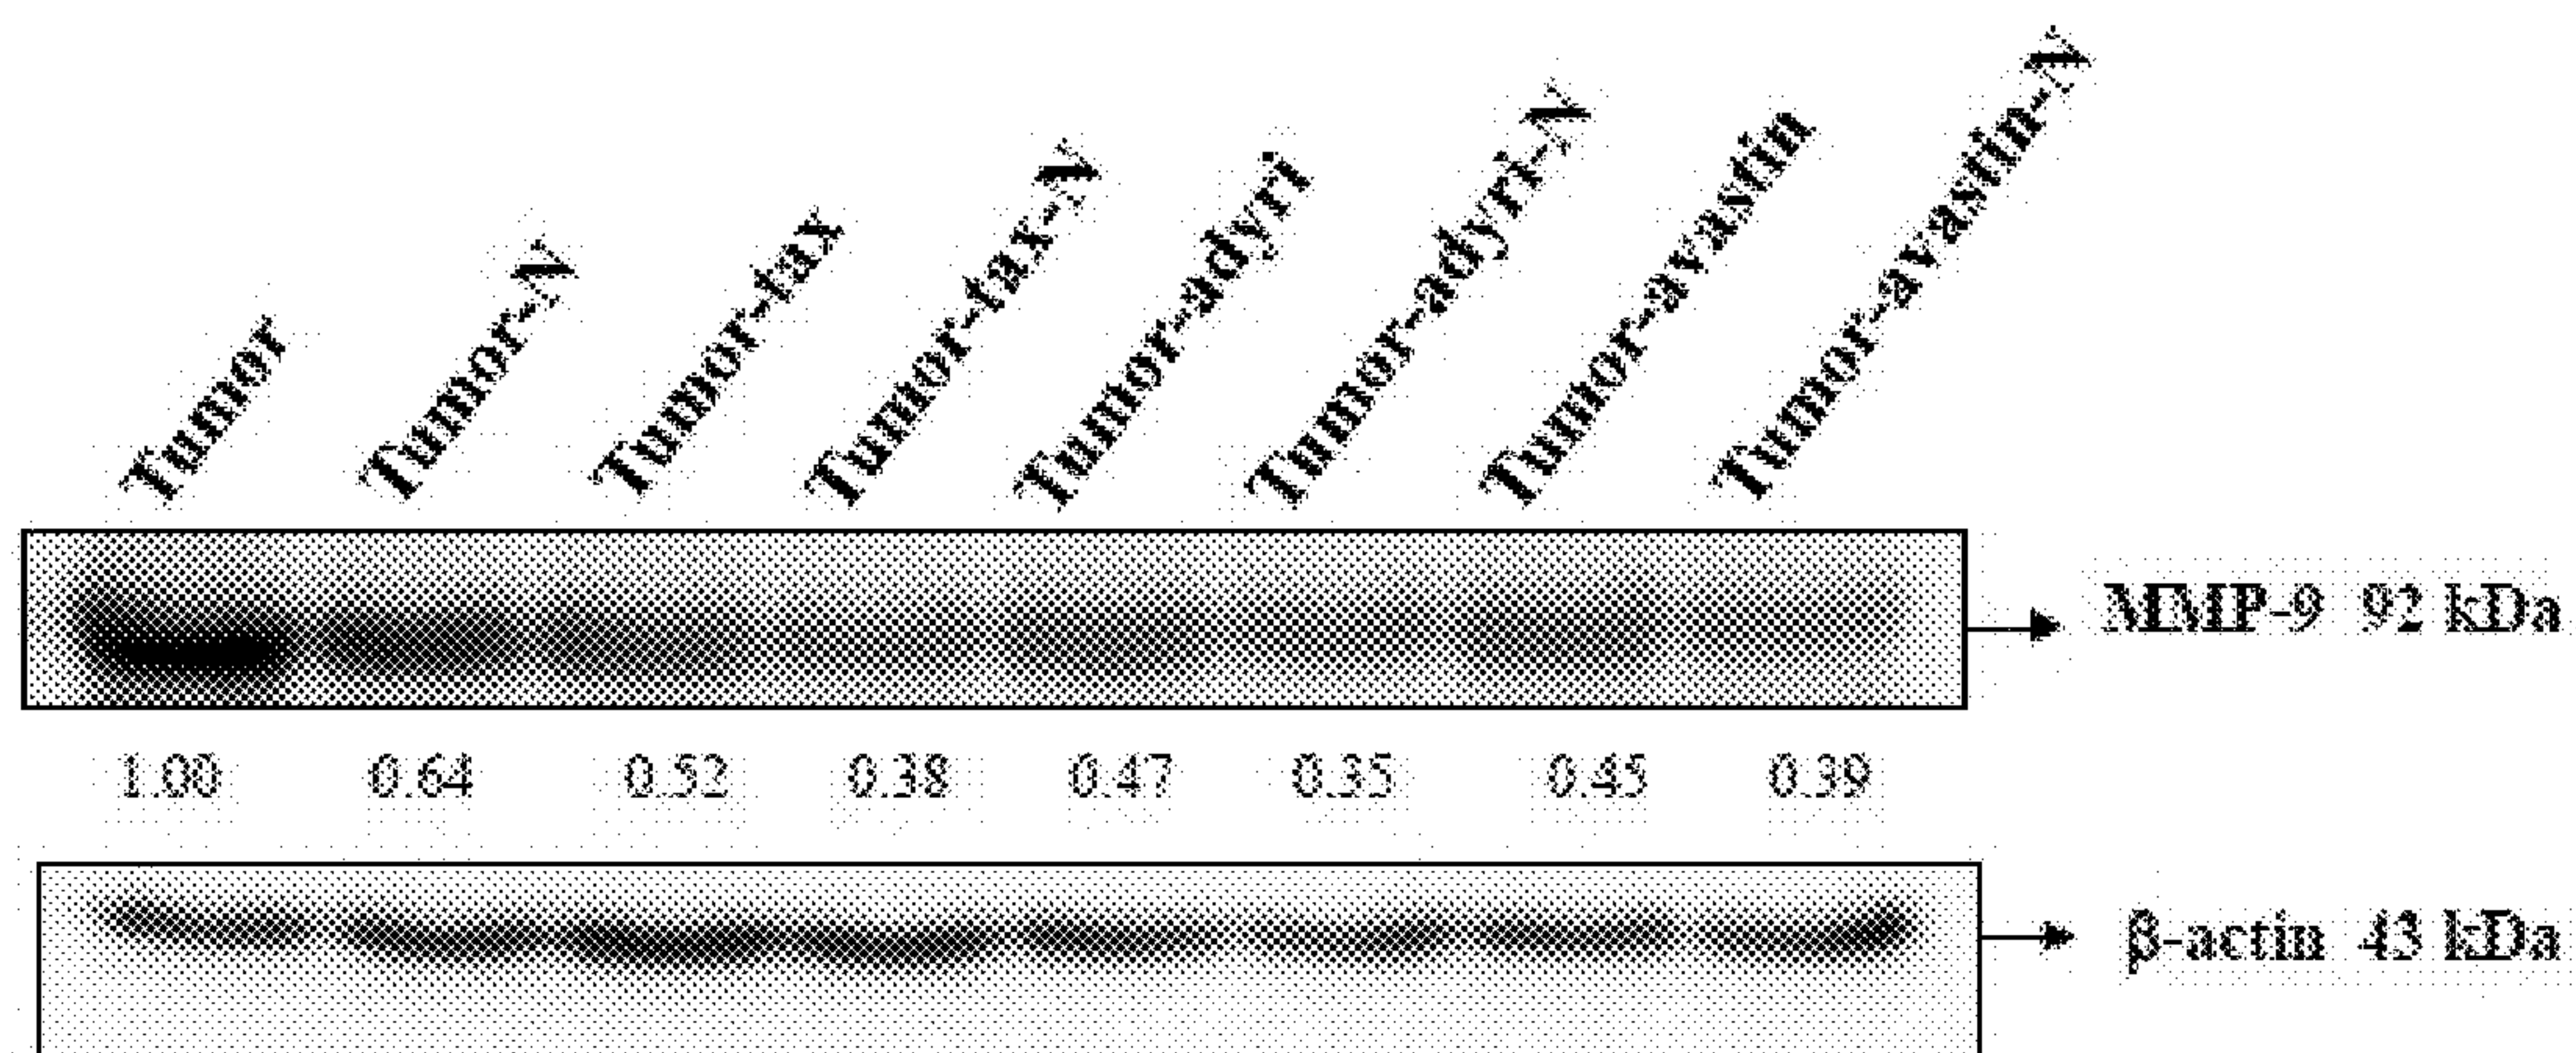 Tumor
Tumor-N
Tumor-tax
Tumor-tax-N
Tumor-adyri
Tumor-adyri-N
Tumor-avastin
Tumor-avastin-N
MMP-9 92 kDa
1.00 0.64 0.52 0.38 0.47 0.35 0.45 0.39
β-actin 43 kDa